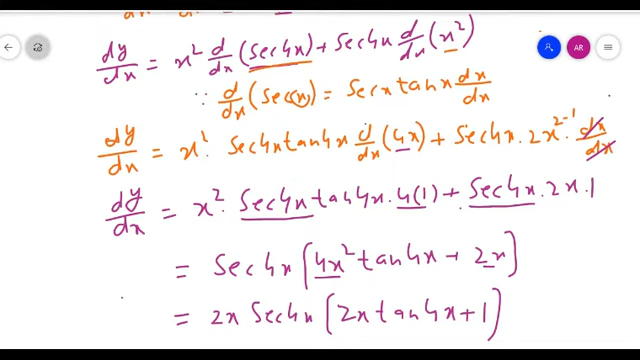 dy/dx = x² d/dx (Sec4x) + Sec4x d/dx (x²)
∵ d/dx (Sec(x)) = Secx tanx dx/dx
dy/dx = x². Sec4x tan4x d/dx (4x) + Sec4x . 2x²⁻¹ . dx/dx
dy/dx = x². Sec4x tan4x . 4(1) + Sec4x . 2x . 1
= Sec4x [4x² tan4x + 2x]
= 2x Sec4x [2x tan4x + 1]
AR